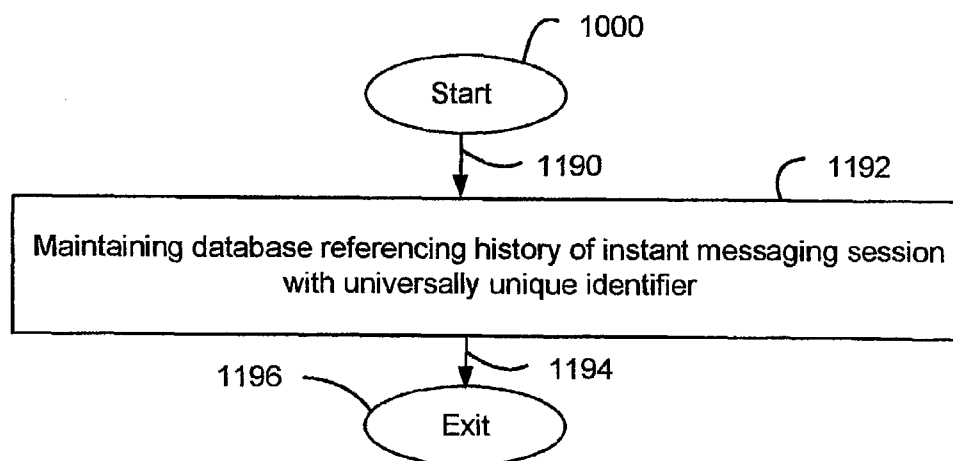 1000
Start
1190
1192
Maintaining database referencing history of instant messaging session
with universally unique identifier
1194
1196
Exit